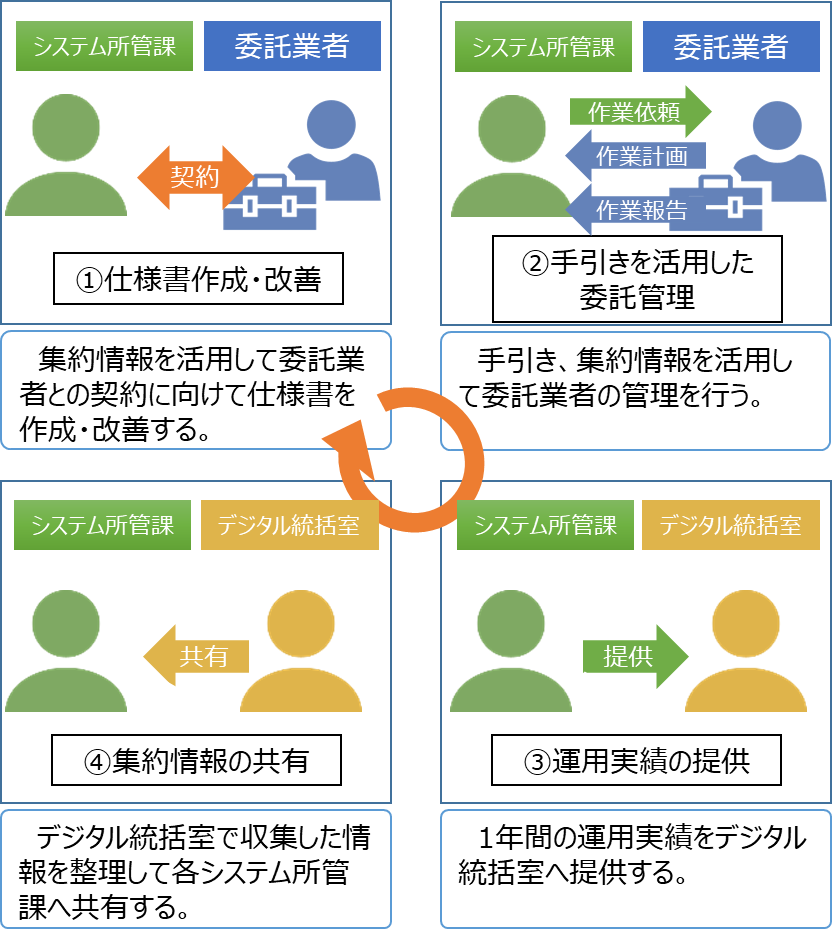 システム所管課
委託業者
契約
①仕様書作成・改善
集約情報を活用して委託業
者との契約に向けて仕様書を
作成・改善する。
システム所管課
委託業者
作業依頼
作業計画
作業報告
②手引きを活用した
委託管理
手引き、集約情報を活用し
て委託業者の管理を行う。
システム所管課
デジタル統括室
提供
③運用実績の提供
1年間の運用実績をデジタル
統括室へ提供する。
システム所管課
デジタル統括室
共有
④集約情報の共有
デジタル統括室で収集した情
報を整理して各システム所管
課へ共有する。